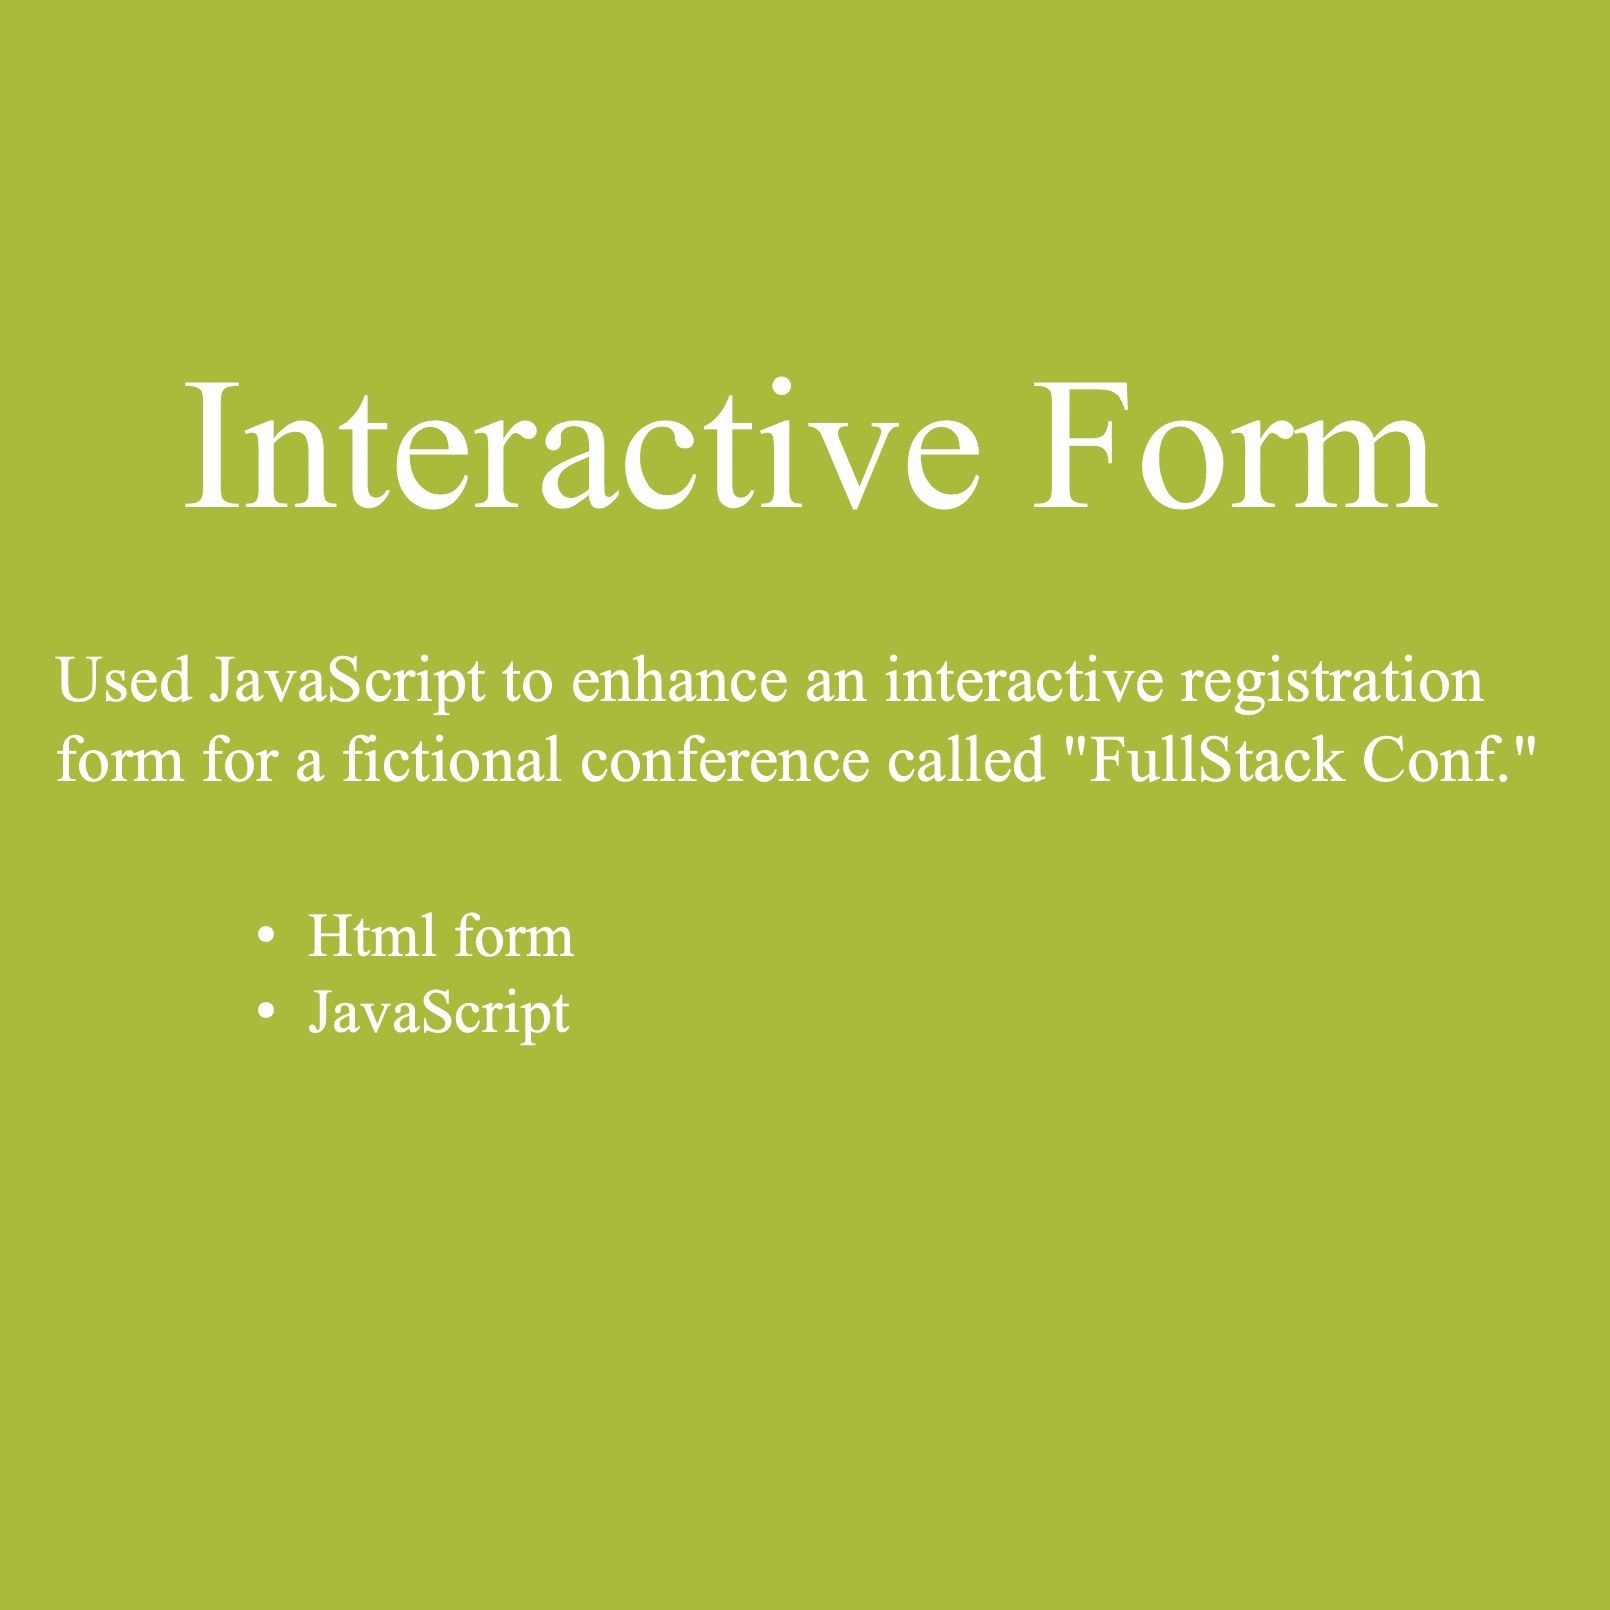 Interactive Form
Used JavaScript to enhance an interactive registration
form for a fictional conference called "FullStack Conf."
• Html form
• JavaScript